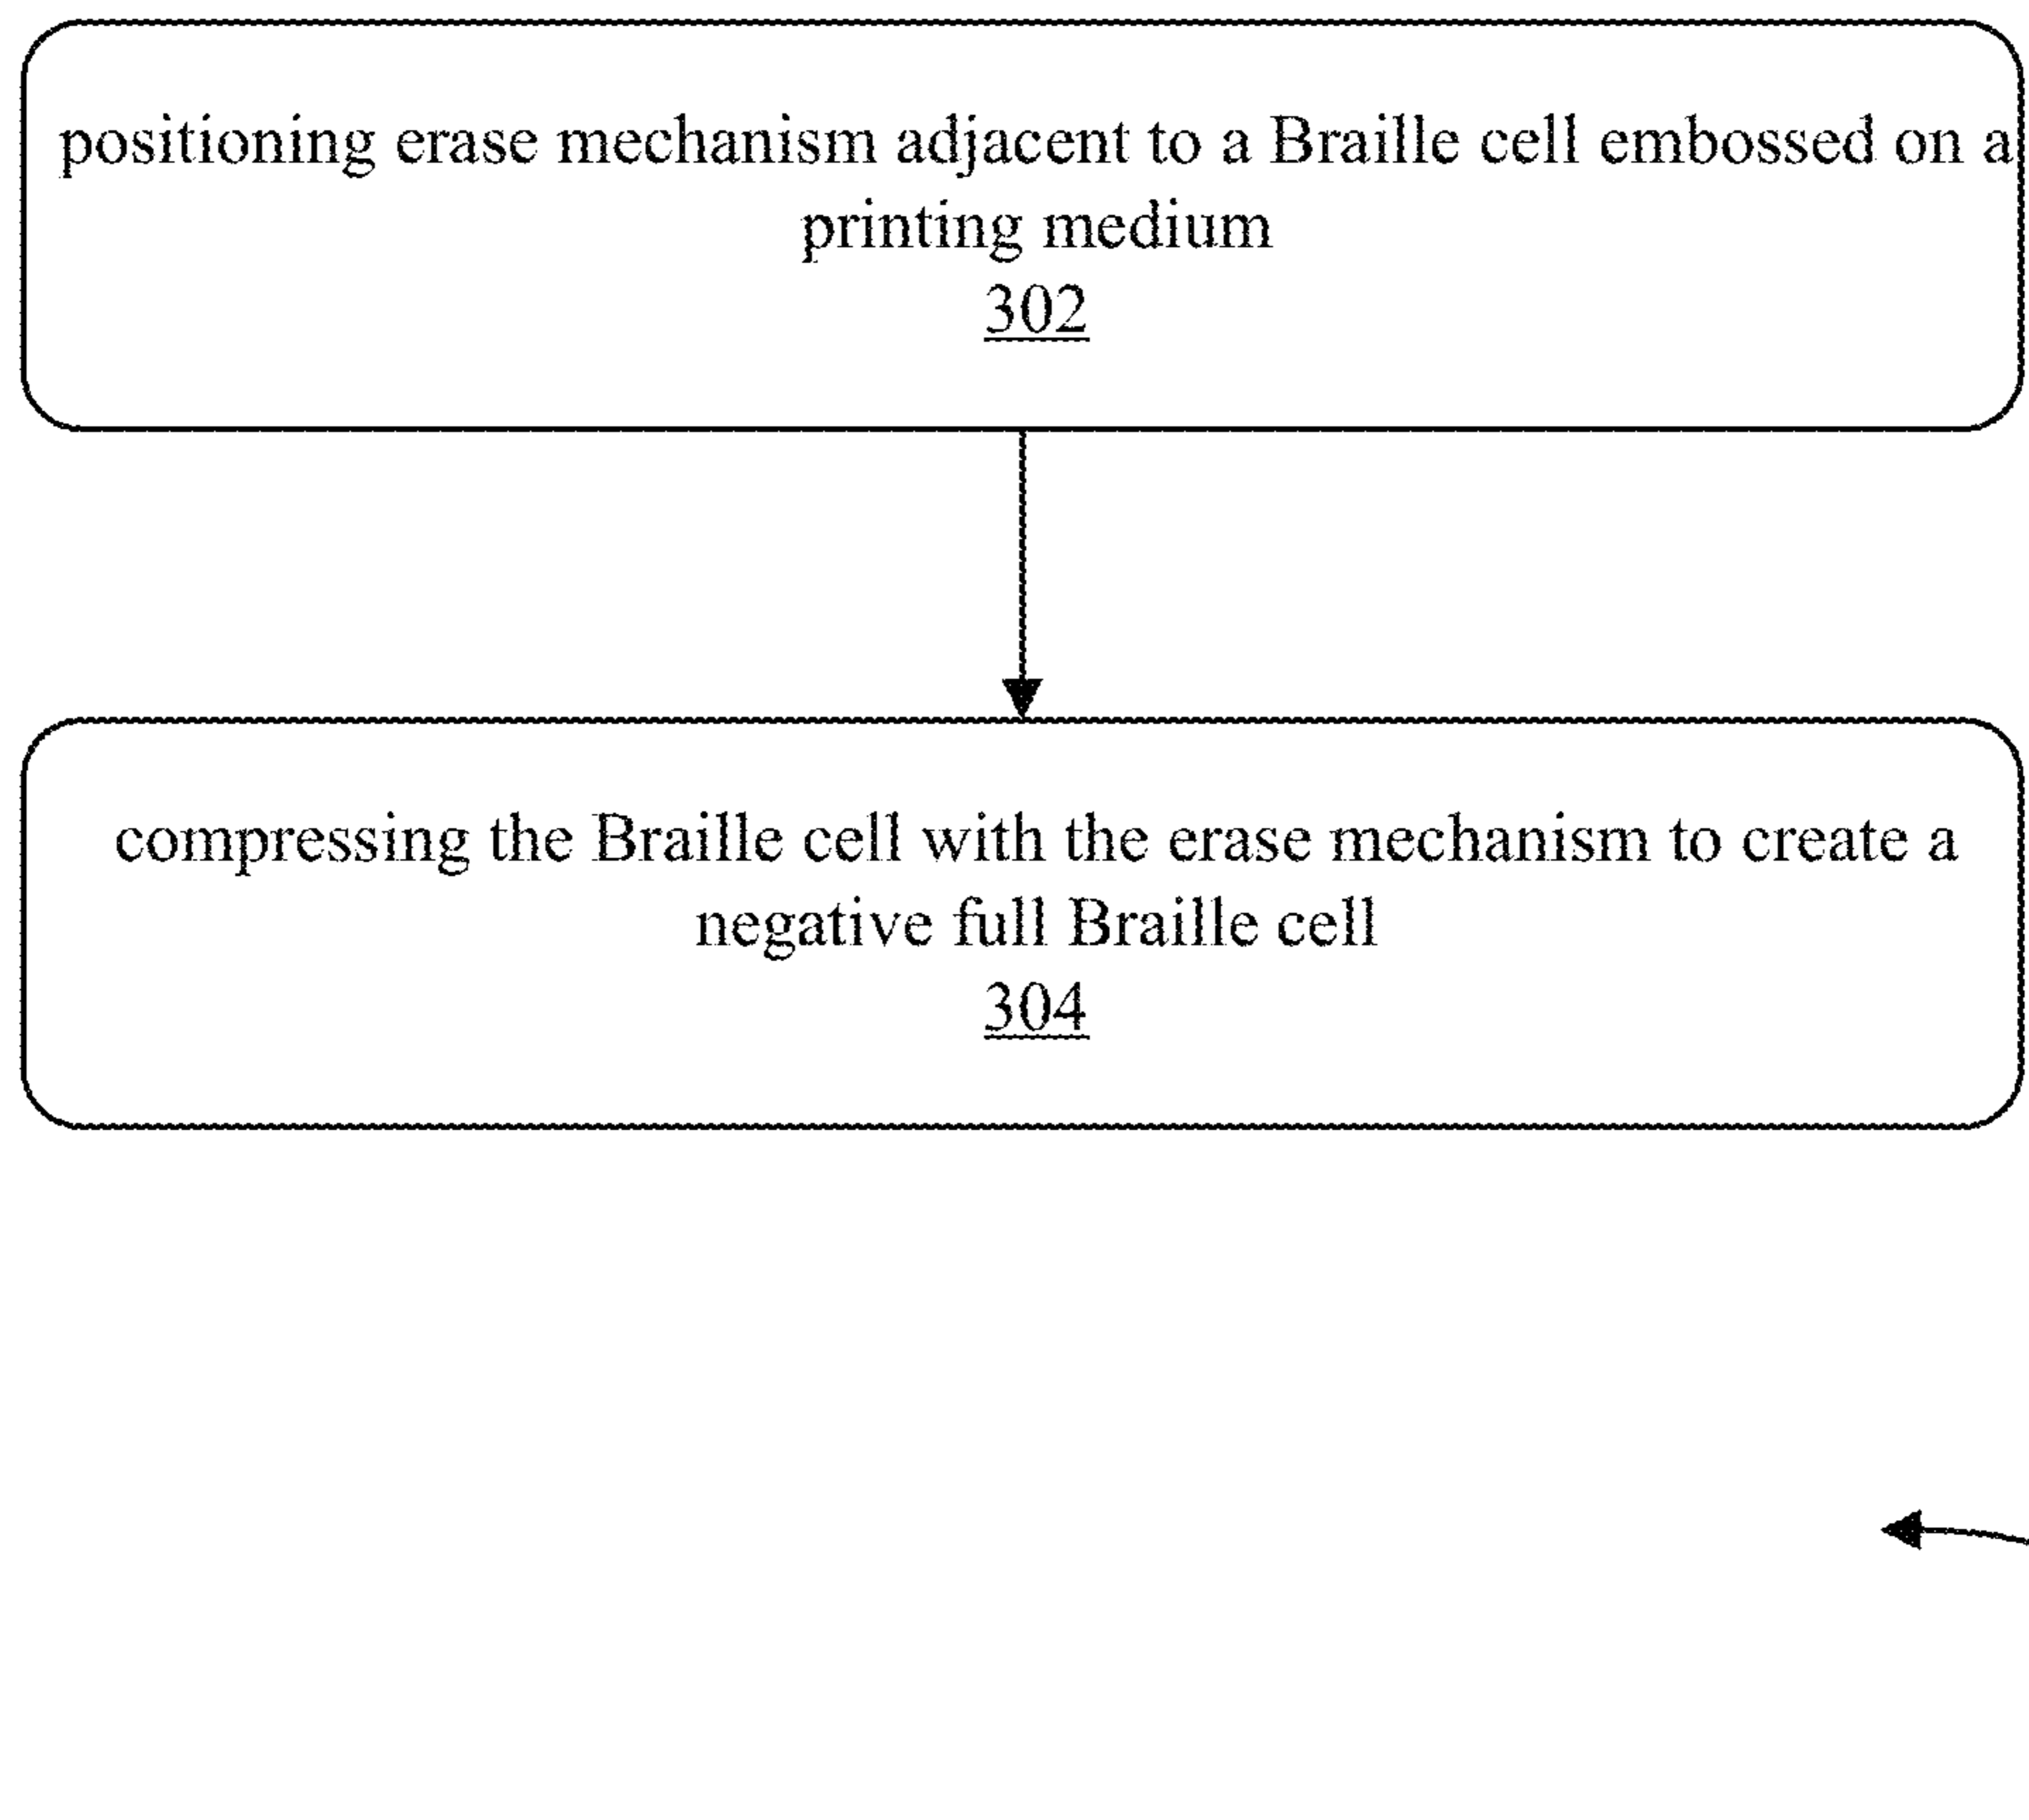 positioning erase mechanism adjacent to a Braille cell embossed on a
printing medium
302
compressing the Braille cell with the erase mechanism to create a
negative full Braille cell
304